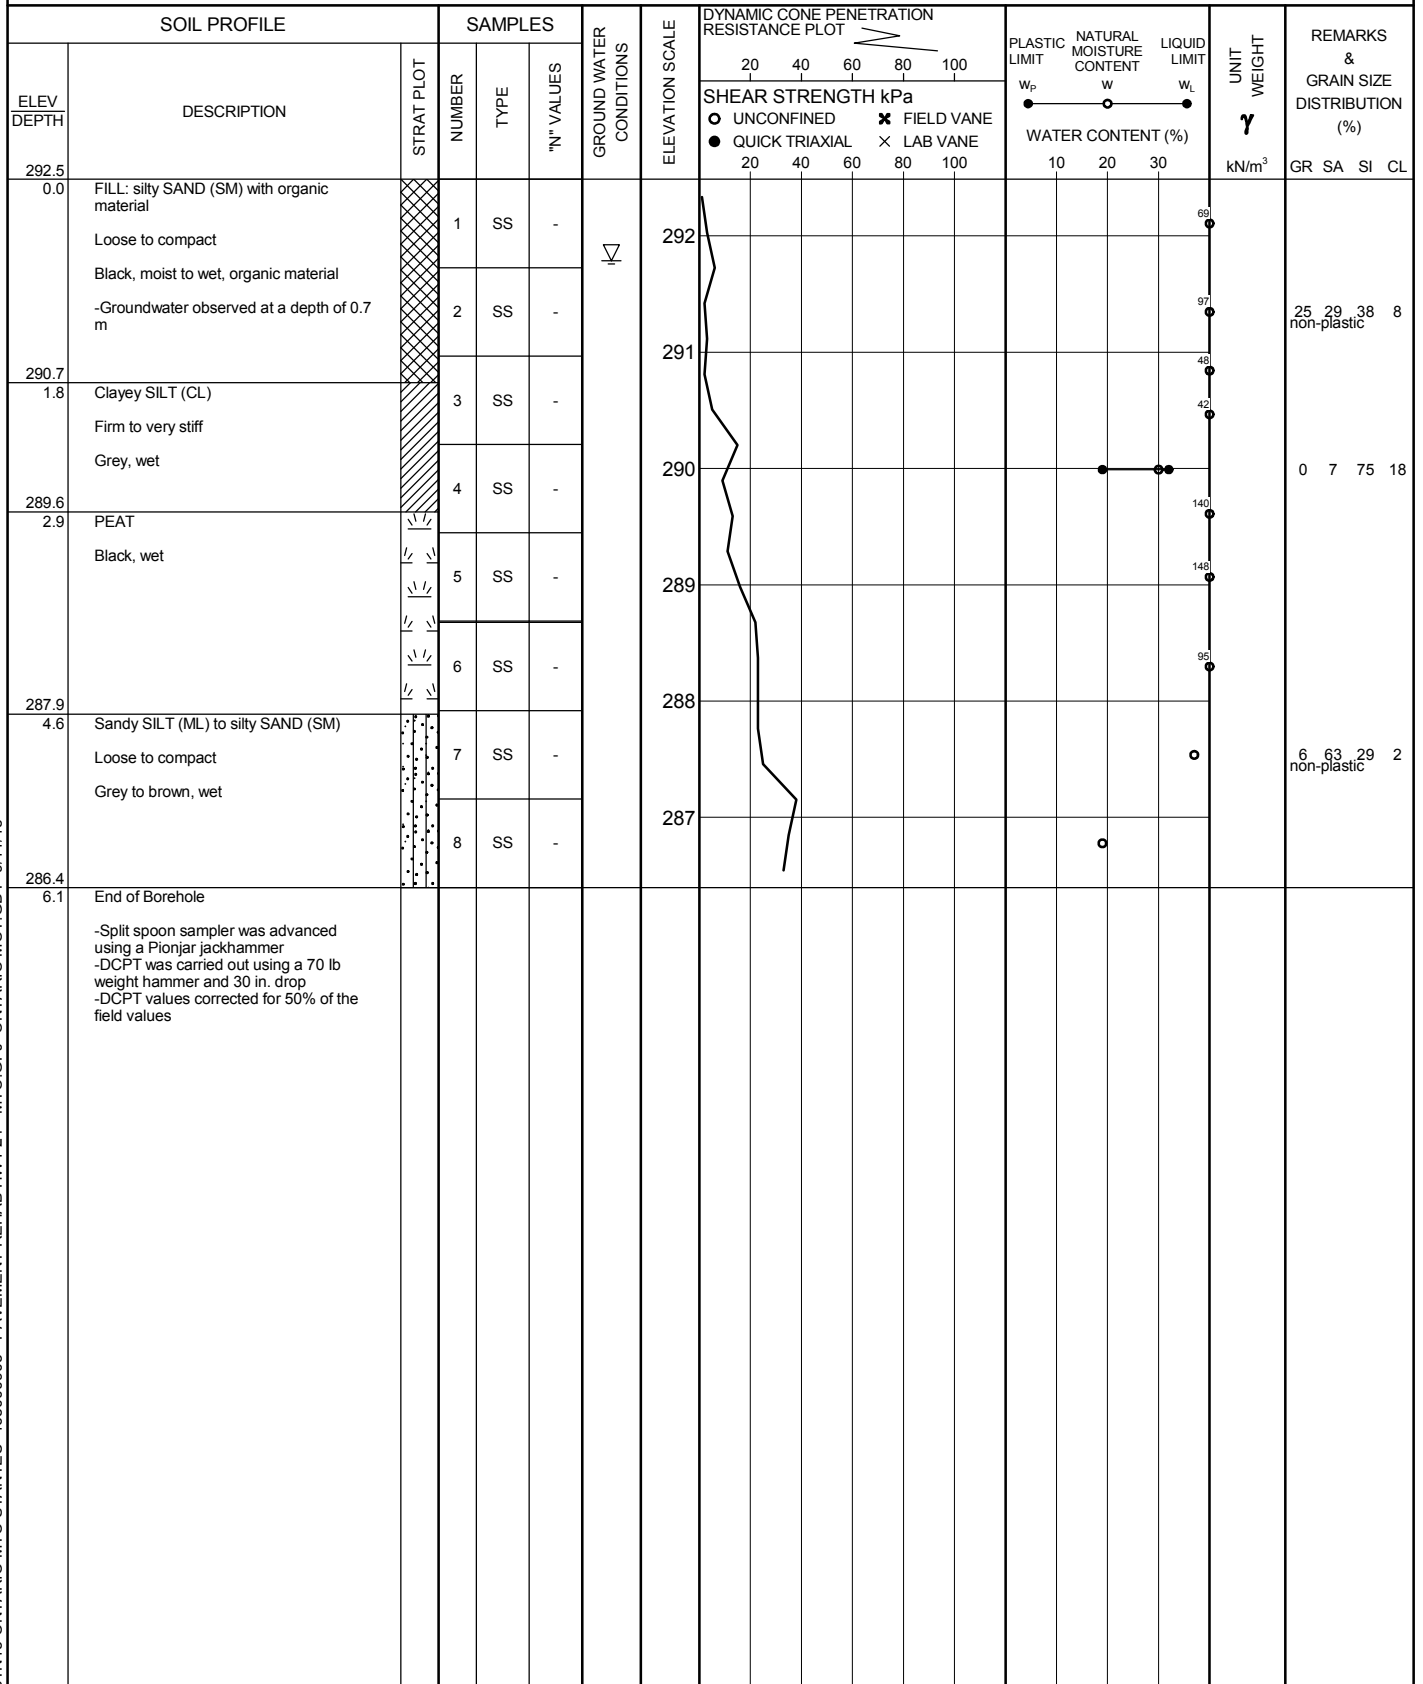 SOIL PROFILE
SAMPLES
GROUND WATER
CONDITIONS
ELEVATION SCALE
DYNAMIC CONE PENETRATION
RESISTANCE PLOT
20 40 60 80 100
SHEAR STRENGTH kPa
UNCONFINED
FIELD VANE
QUICK TRIAXIAL
LAB VANE
20 40 60 80 100
PLASTIC
LIMIT
NATURAL
MOISTURE
CONTENT
LIQUID
LIMIT
WP
W
WL
WATER CONTENT (%)
10 20 30
UNIT
WEIGHT
γ
kN/m³
REMARKS
&
GRAIN SIZE
DISTRIBUTION
(%)
GR SA SI CL
ELEV
DEPTH
DESCRIPTION
STRAT PLOT
NUMBER
TYPE
"N" VALUES
292.5
0.0
FILL: silty SAND (SM) with organic
material
Loose to compact
Black, moist to wet, organic material
-Groundwater observed at a depth of 0.7
m
290.7
1.8
Clayey SILT (CL)
Firm to very stiff
Grey, wet
289.6
2.9
PEAT
Black, wet
287.9
4.6
Sandy SILT (ML) to silty SAND (SM)
Loose to compact
Grey to brown, wet
286.4
6.1
End of Borehole
-Split spoon sampler was advanced
using a Pionjar jackhammer
-DCPT was carried out using a 70 lb
weight hammer and 30 in. drop
-DCPT values corrected for 50% of the
field values
1 SS -
2 SS -
3 SS -
4 SS -
5 SS -
6 SS -
7 SS -
8 SS -
292
291
290
289
288
287
69
97
48
42
140
148
95
25 29 38 8
non-plastic
0 7 75 18
6 63 29 2
non-plastic